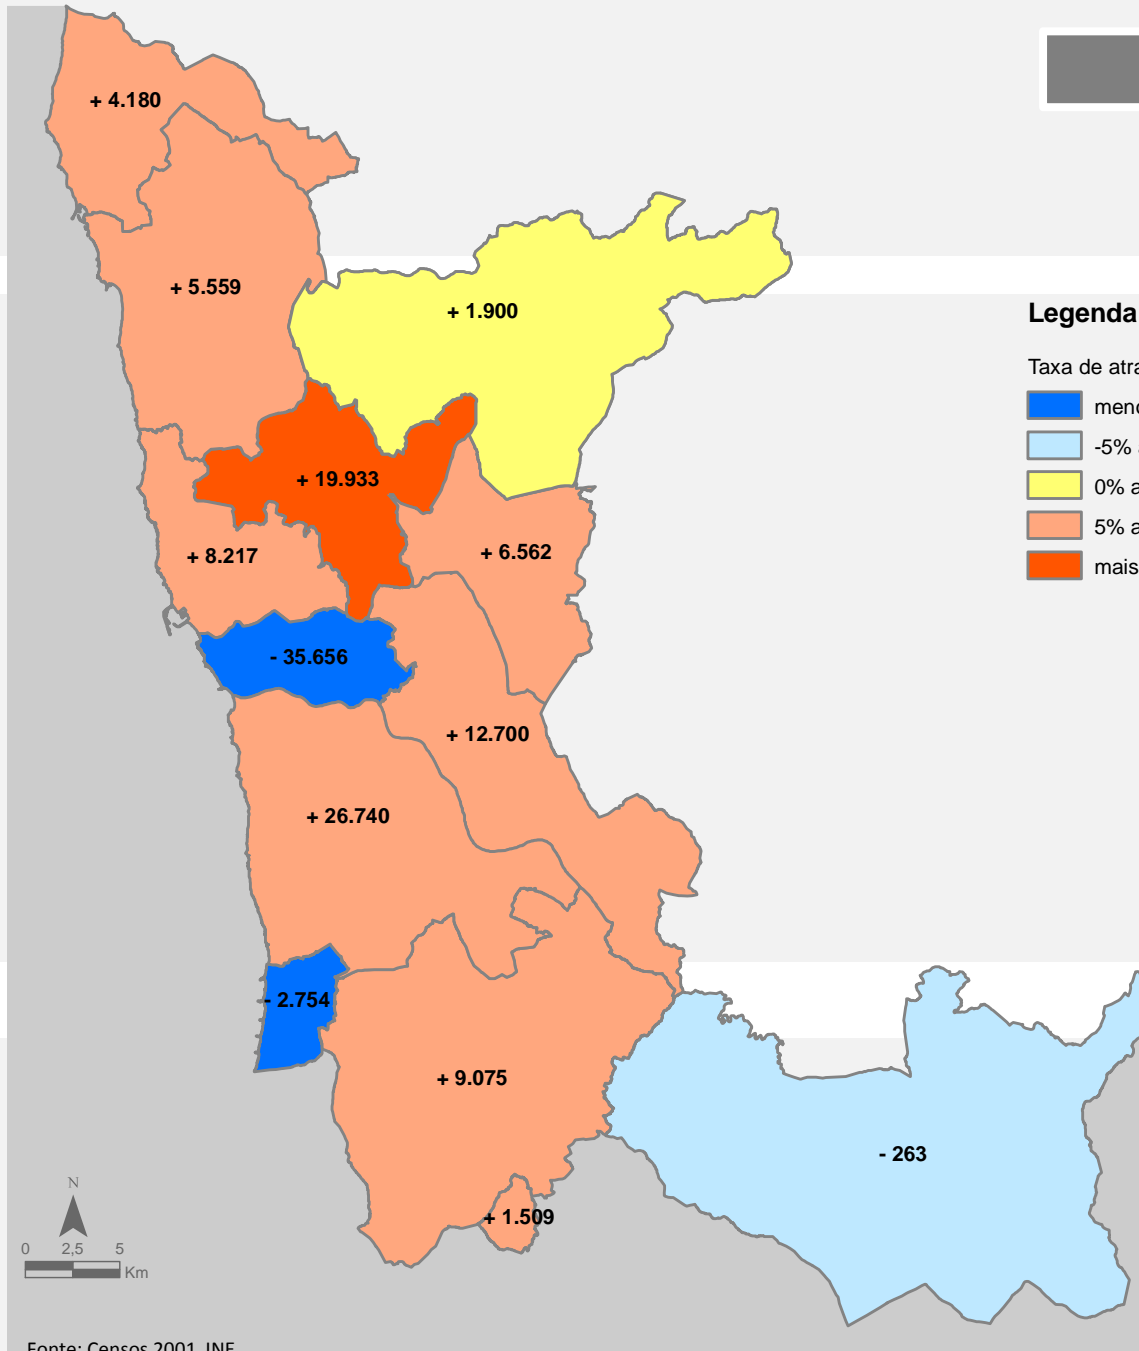 + 4.180
+ 5.559
+ 1.900
Legenda
Taxa de
-5%
0% a
5% a
mais
+ 19.933
+ 8.217
+ 6.562
- 35.656
+ 12.700
+ 26.740
- 2.754
+ 9.075
- 263
+ 1.509
N
0 2,5 5
Km
Fonte: Censos 2001, INE